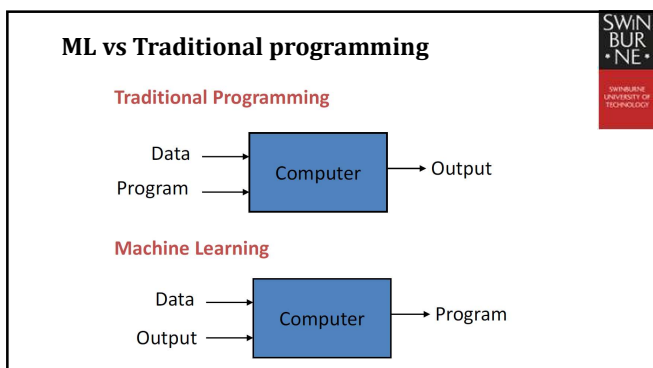 ML vs Traditional programming
SWIN
BUR
• NE •
SWINBURNE
UNIVERSITY OF
TECHNOLOGY
Traditional Programming
Data
Program
Computer
Output
Machine Learning
Data
Output
Computer
Program